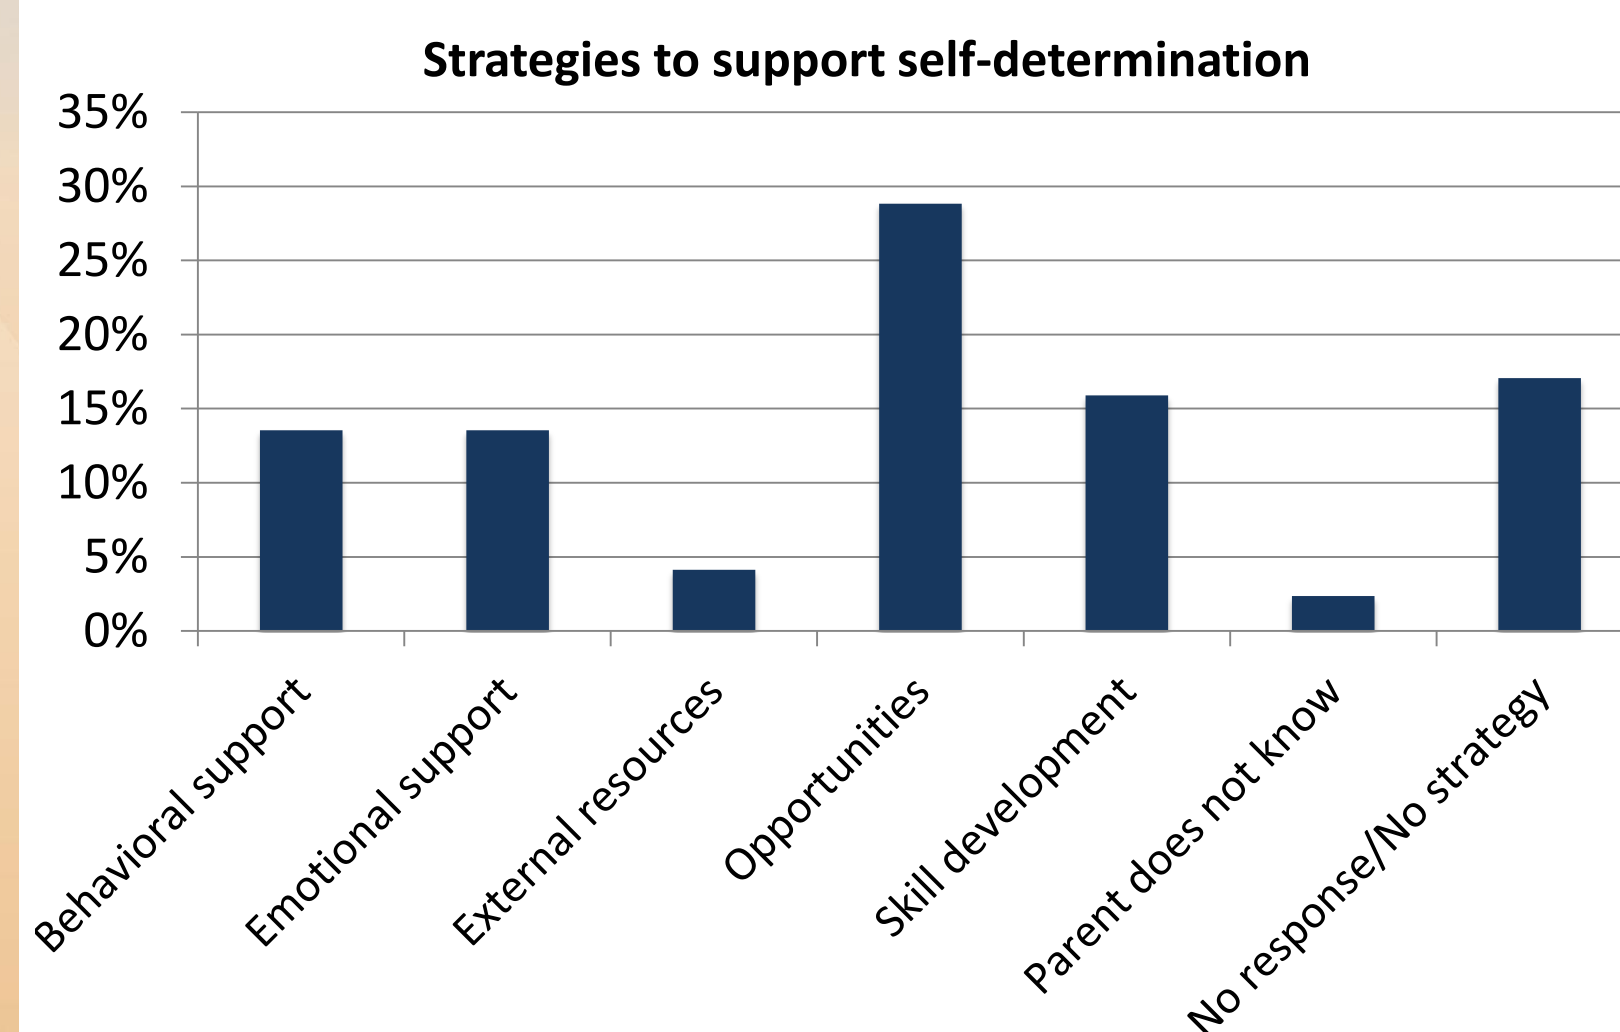 Strategies to support self-determination
35%
30%
25%
20%
15%
10%
5%
0%
Behavioral support
Emotional support
External resources
Opportunities
Skill development
Parent does not know
No response/No strategy